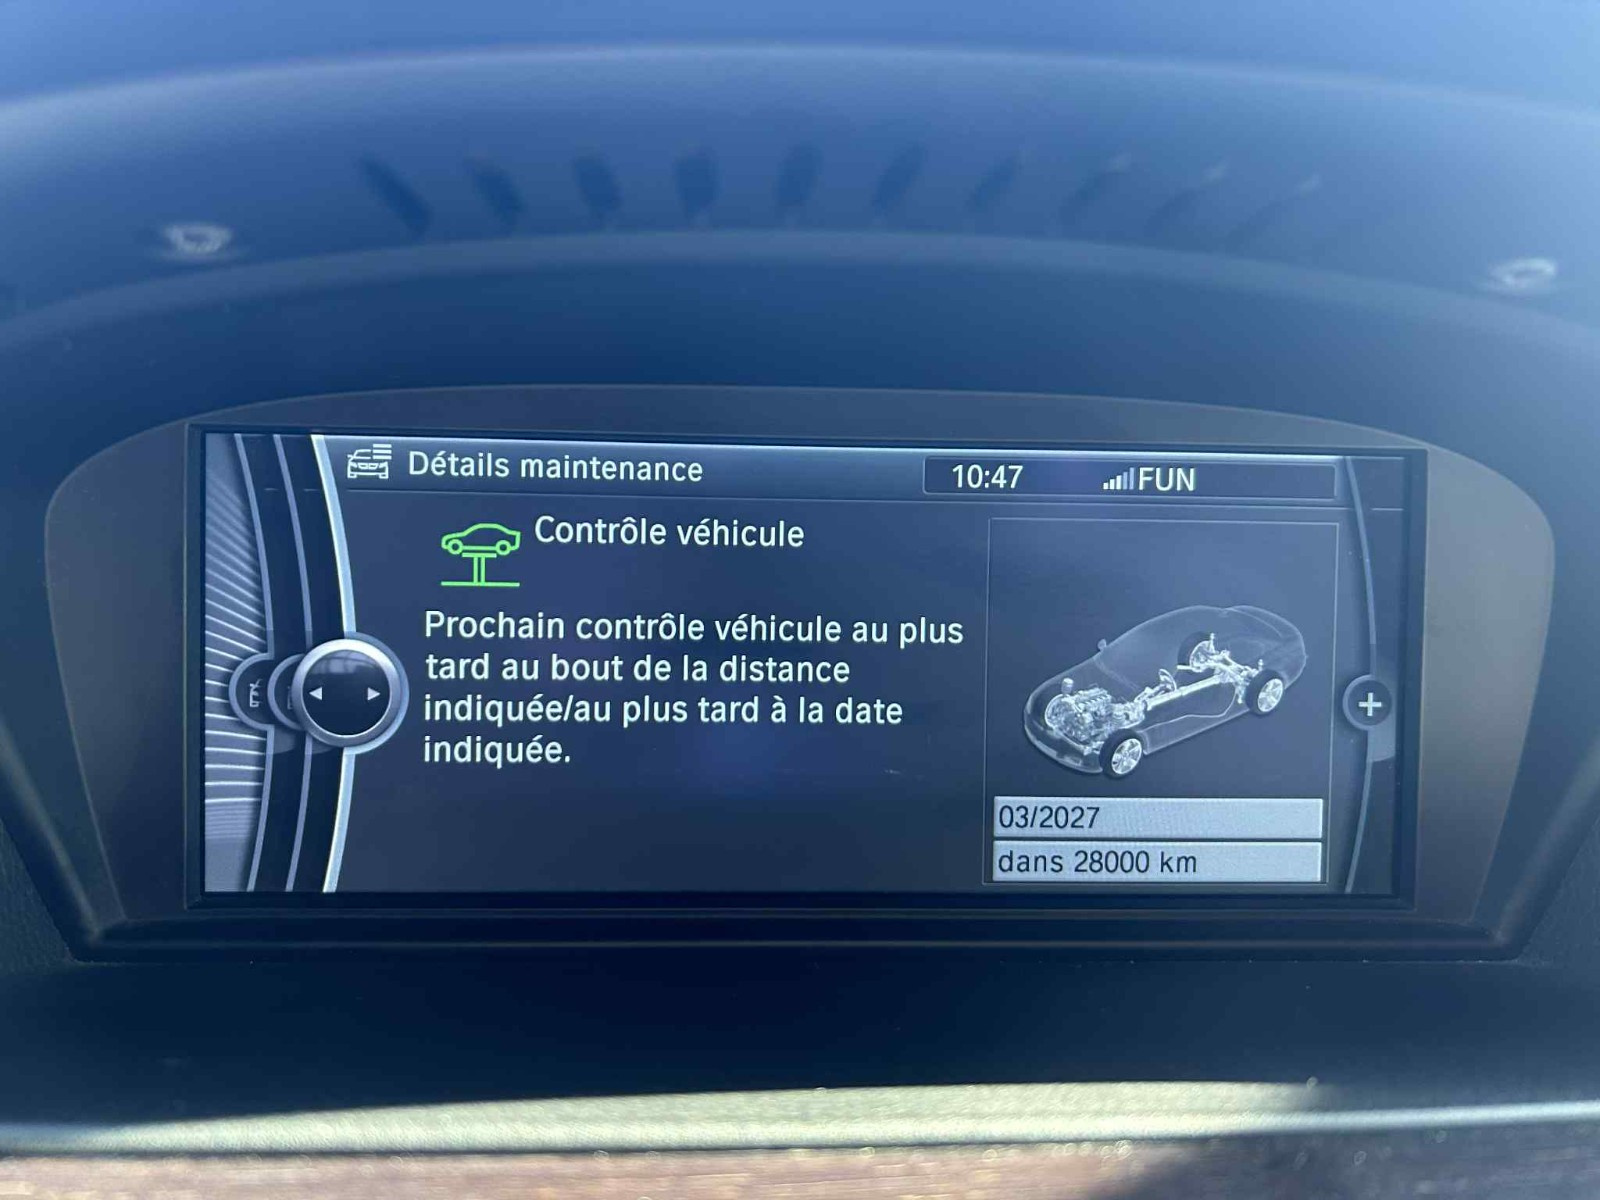 Détails maintenance
10:47 FUN
Contrôle véhicule
Prochain contrôle véhicule au plus
tard au bout de la distance
indiquée/au plus tard à la date
indiquée.
03/2027
dans 28000 km